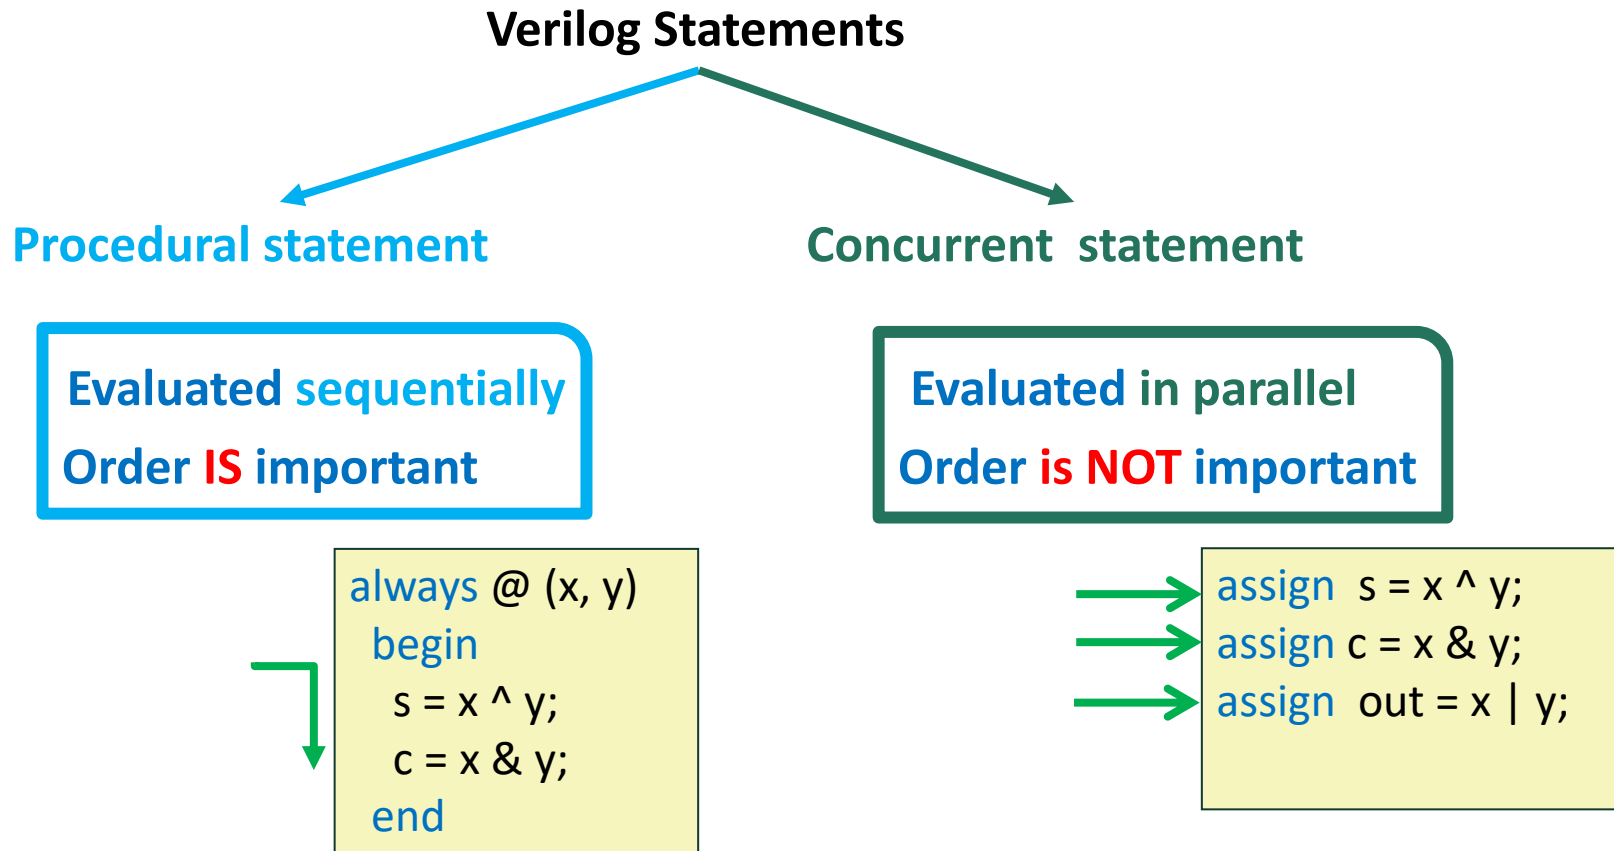 Verilog Statements
Procedural statement
Evaluated sequentially
Order IS important
always @ (x, y)
begin
s = x ^ y;
c = x & y;
end
Concurrent  statement
Evaluated in parallel
Order is NOT important
assign  s = x ^ y;
assign c = x & y;
assign  out = x | y;